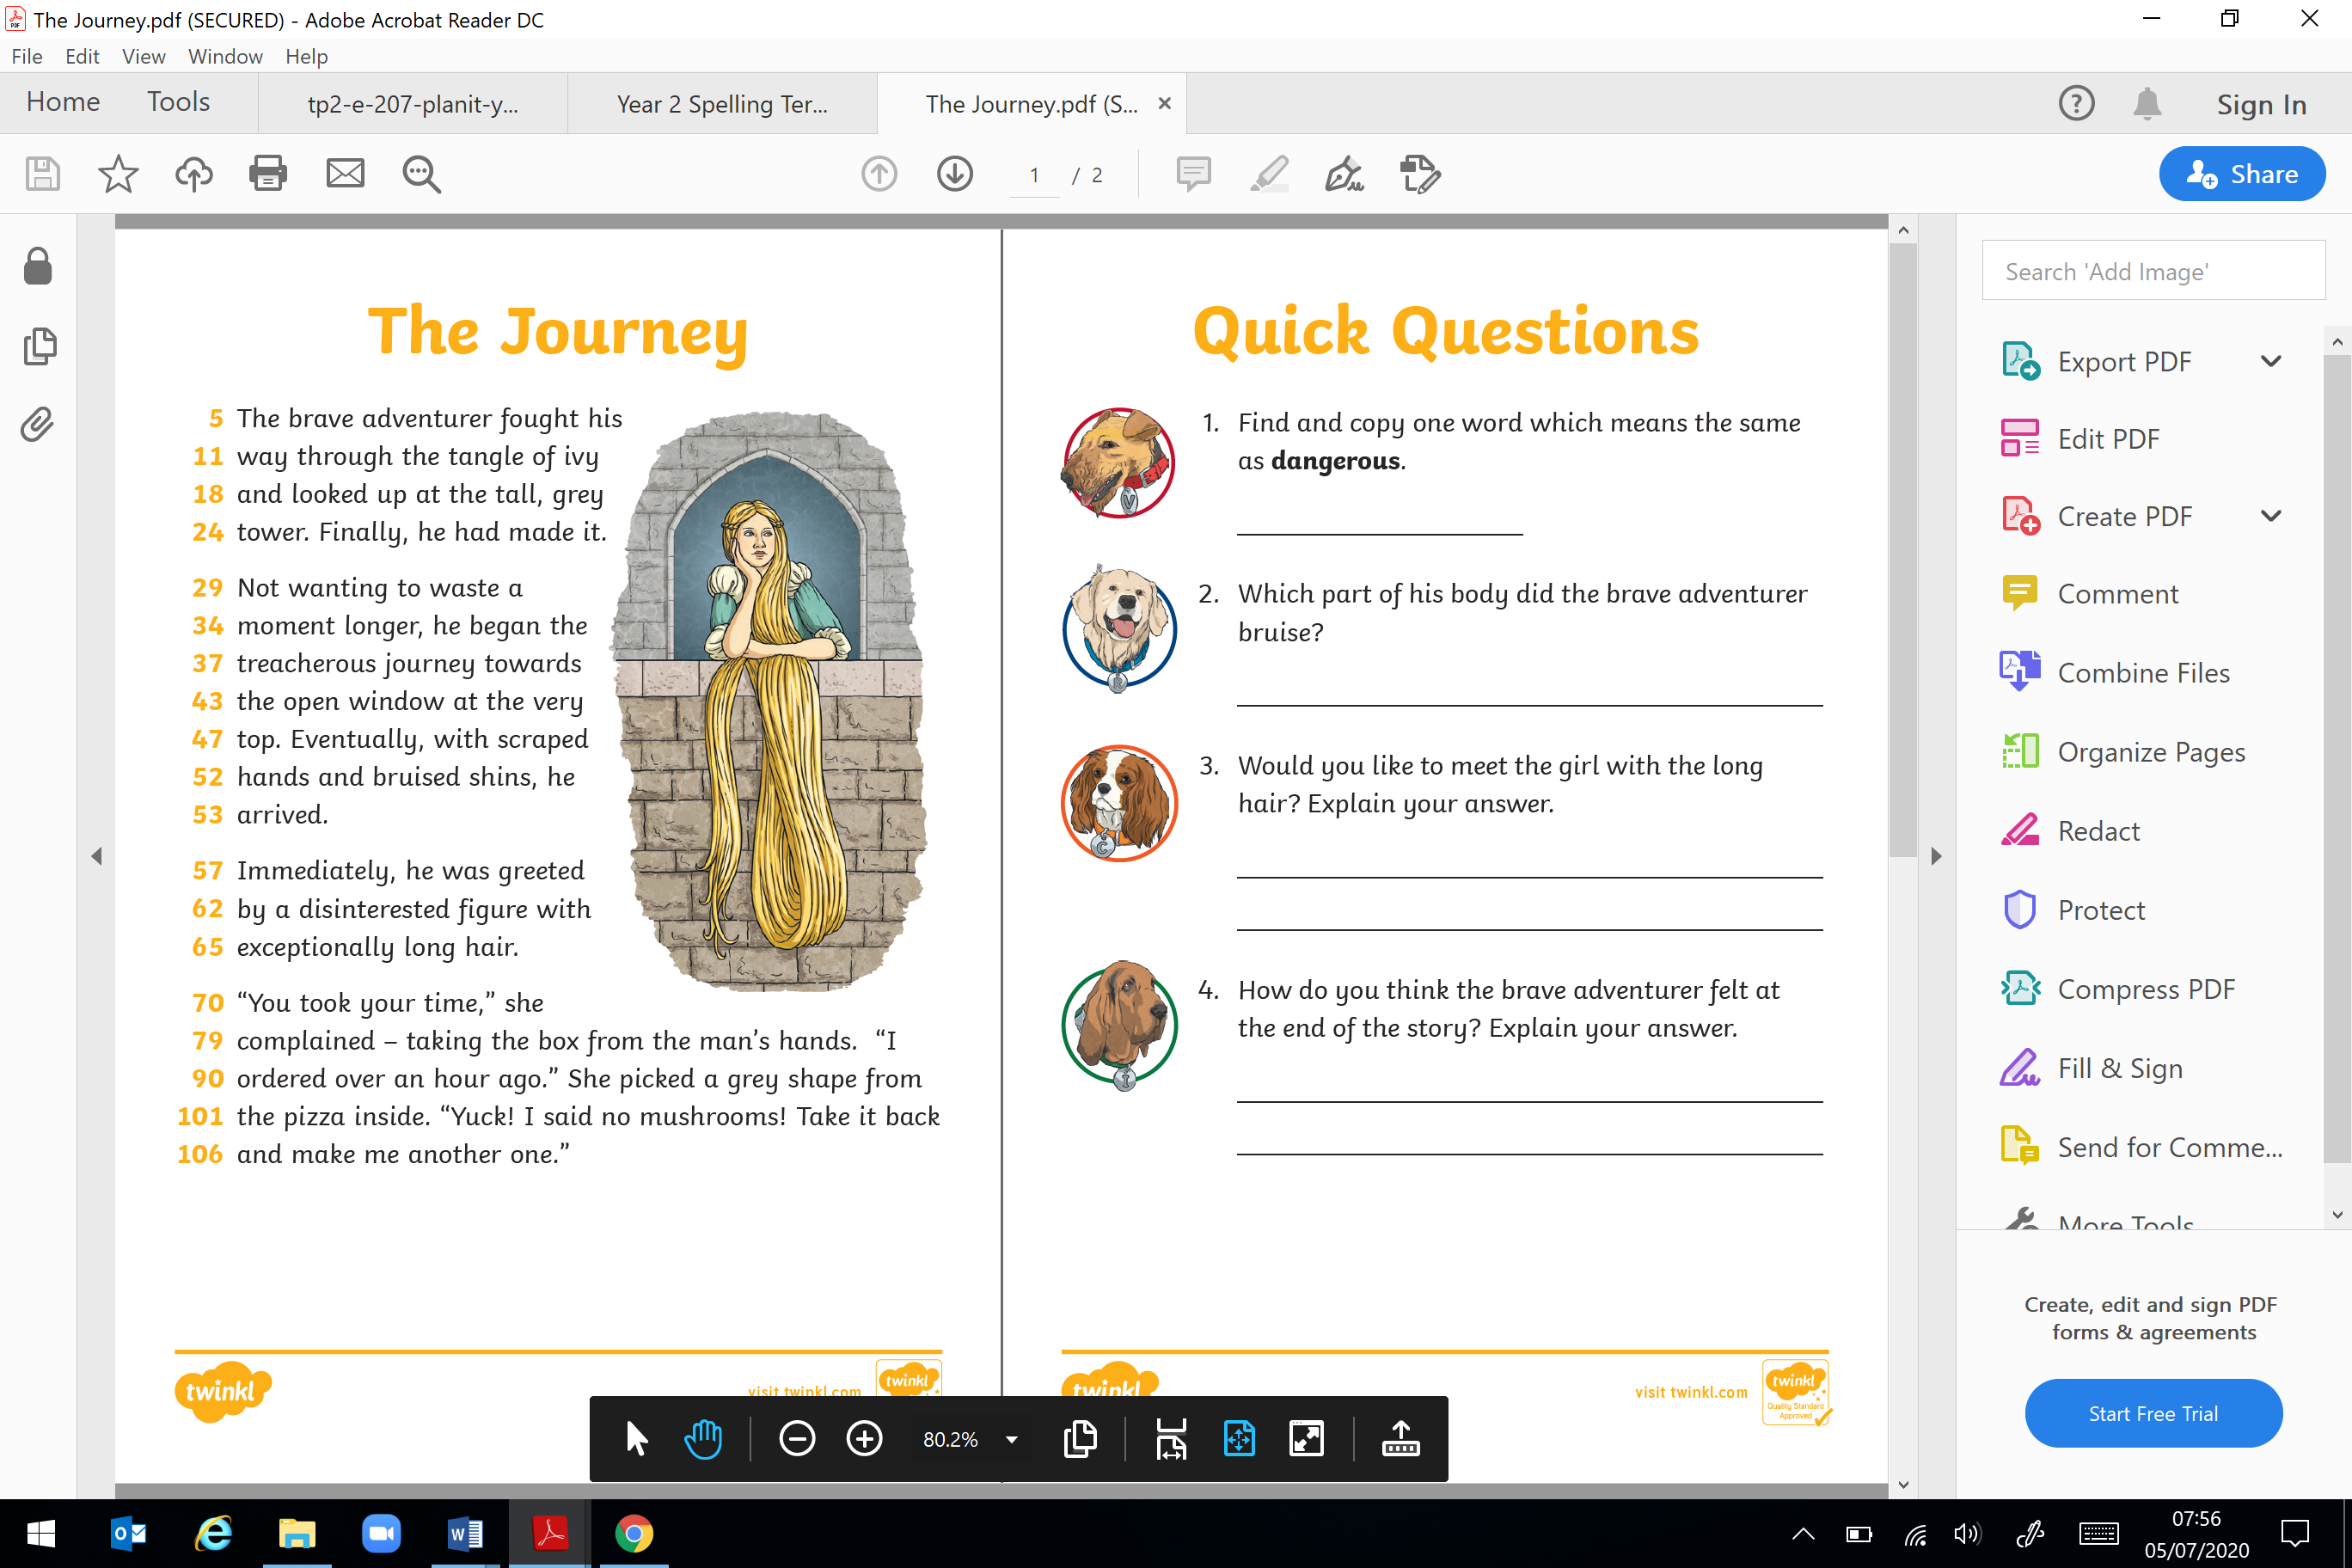 The Journey.pdf (SECURED) - Adobe Acrobat Reader DC
File Edit View Window Help
Home Tools tp2-e-207-planit-y... Year 2 Spelling Ter... The Journey.pdf (S... Sign In
1 / 2 Share
Search 'Add Image'
Export PDF
Edit PDF
Create PDF
Comment
Combine Files
Organize Pages
Redact
Protect
Compress PDF
Fill & Sign
Send for Comme...
More Tools
Create, edit and sign PDF
forms & agreements
Start Free Trial
The Journey
5 The brave adventurer fought his
11 way through the tangle of ivy
18 and looked up at the tall, grey
24 tower. Finally, he had made it.
29 Not wanting to waste a
34 moment longer, he began the
37 treacherous journey towards
43 the open window at the very
47 top. Eventually, with scraped
52 hands and bruised shins, he
53 arrived.
57 Immediately, he was greeted
62 by a disinterested figure with
65 exceptionally long hair.
70 “You took your time,” she
79 complained – taking the box from the man’s hands. “I
90 ordered over an hour ago.” She picked a grey shape from
101 the pizza inside. “Yuck! I said no mushrooms! Take it back
106 and make me another one.”
twinkl
visit twinkl.com
twinkl
Quick Questions
1. Find and copy one word which means the same
as dangerous.
2. Which part of his body did the brave adventurer
bruise?
3. Would you like to meet the girl with the long
hair? Explain your answer.
4. How do you think the brave adventurer felt at
the end of the story? Explain your answer.
V
R
C
I
twinkl
visit twinkl.com
twinkl
Quality Standard
Approved
80.2%
07:56
05/07/2020